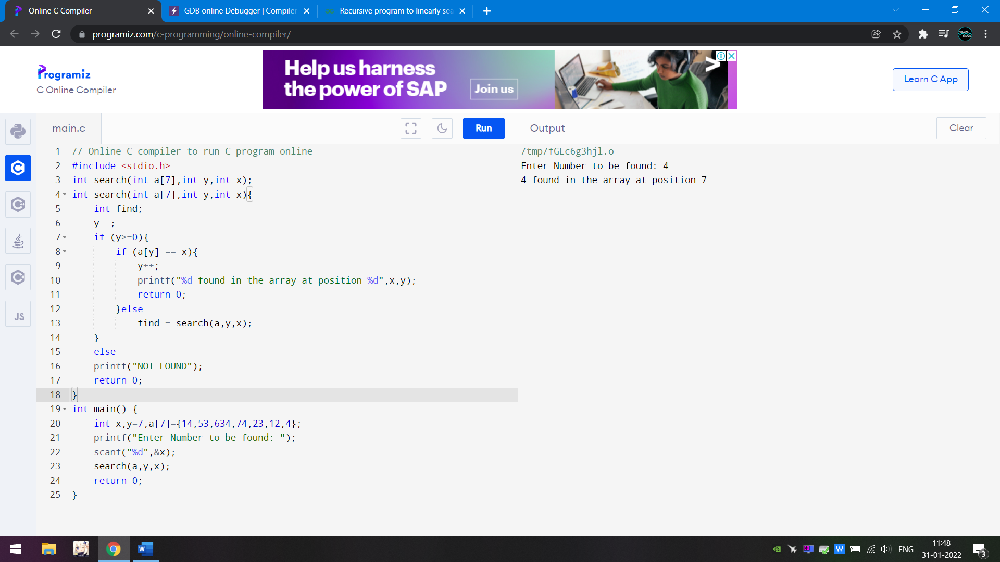 Online C Compiler
GDB online Debugger | Compiler
Recursive program to linearly sea
programiz.com/c-programming/online-compiler/
VISUAL MUSIC
Programiz
C Online Compiler
Help us harness
the power of SAP
Join us
>
Learn C App
main.c
Run
Output
Clear
JS
1 // Online C compiler to run C program online
2 #include <stdio.h>
3 int search(int a[7],int y,int x);
4 int search(int a[7],int y,int x){
5 int find;
6 y--;
7 if (y>=0){
8 if (a[y] == x){
9 y++;
10 printf("%d found in the array at position %d",x,y);
11 return 0;
12 }else
13 find = search(a,y,x);
14 }
15 else
16 printf("NOT FOUND");
17 return 0;
18 }
19 int main() {
20 int x,y=7,a[7]={14,53,634,74,23,12,4};
21 printf("Enter Number to be found: ");
22 scanf("%d",&x);
23 search(a,y,x);
24 return 0;
25 }
/tmp/fGEc6g3hjl.o
Enter Number to be found: 4
4 found in the array at position 7
ENG
11:48
31-01-2022
3